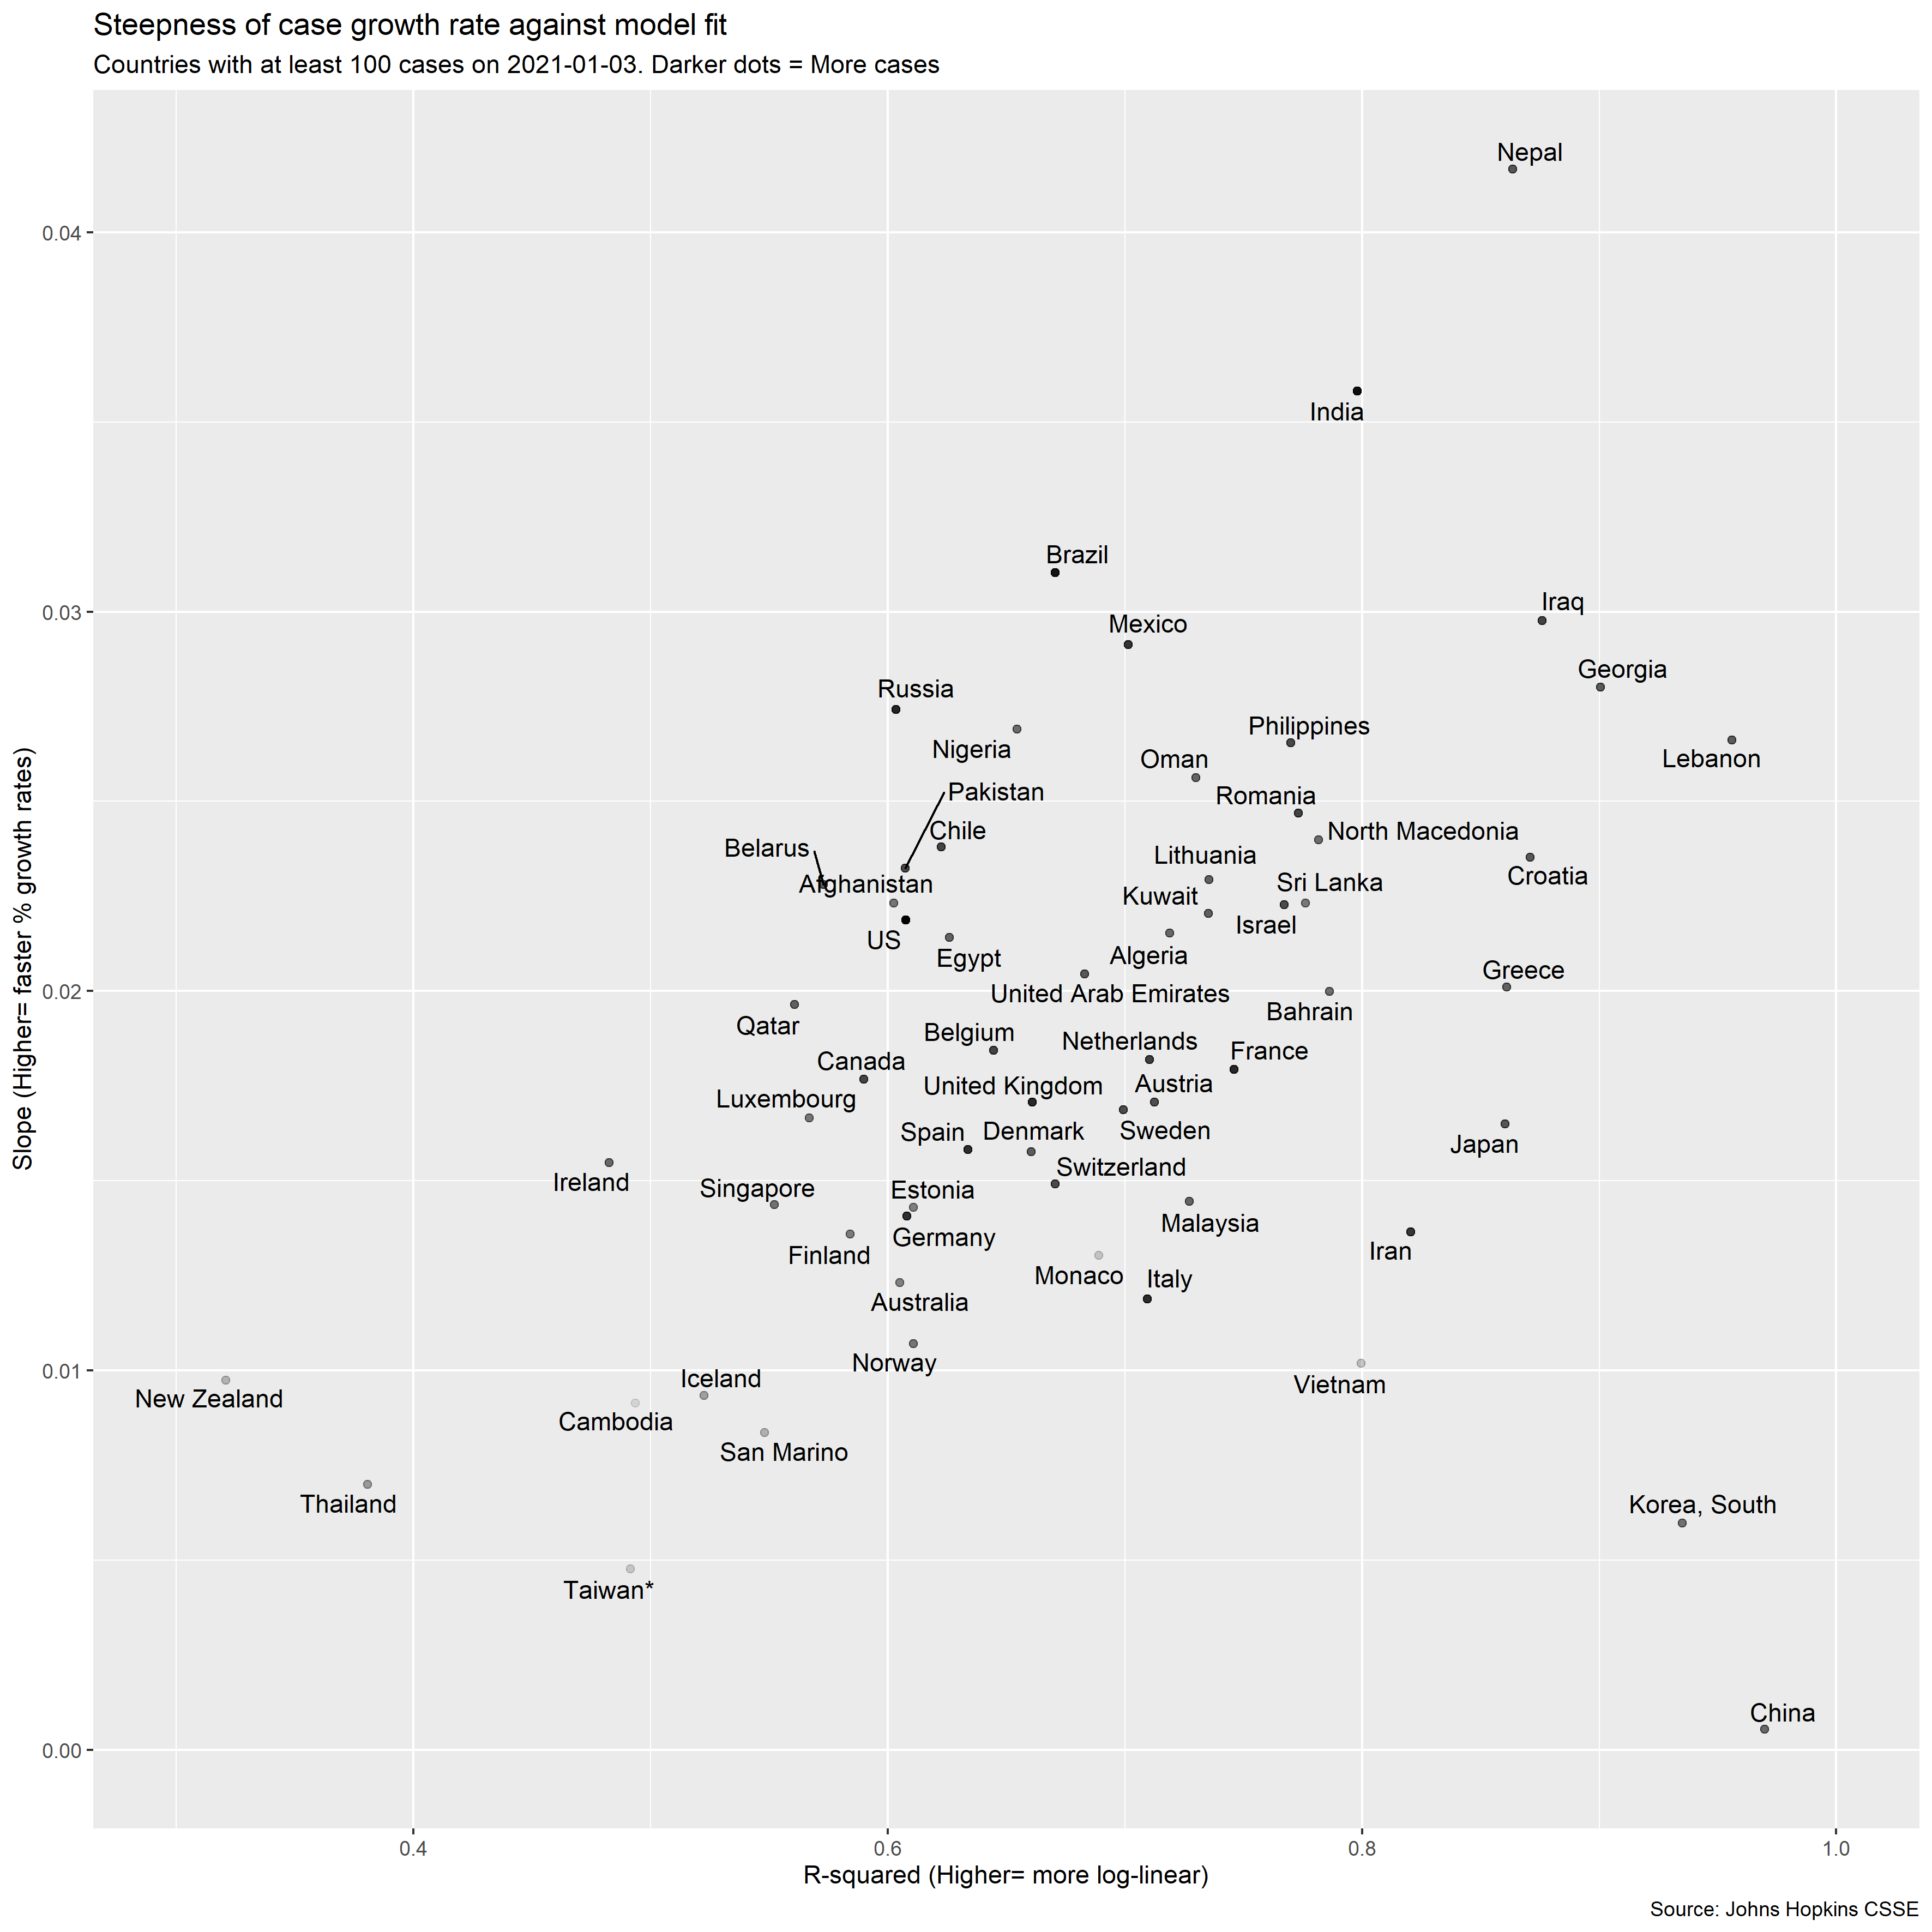 Steepness of case growth rate against model fit
Countries with at least 100 cases on 2021-01-03. Darker dots = More cases
Nepal
0.04
India
Brazil
Iraq
0.03
Mexico
Georgia
Russia
Philippines
Nigeria
Oman
Lebanon
Pakistan
Romania
Chile
North Macedonia
Belarus
Lithuania
Croatia
Afghanistan
Sri Lanka
Kuwait
Israel
US
Egypt
Algeria
Greece
0.02
United Arab Emirates
Bahrain
Qatar
Belgium
Netherlands
France
Canada
United Kingdom
Austria
Luxembourg
Spain
Denmark
Sweden
Japan
Switzerland
Ireland
Singapore
Estonia
Malaysia
Germany
Iran
Finland
Monaco
Italy
Australia
Norway
0.01
Iceland
Vietnam
New Zealand
Cambodia
San Marino
Thailand
Korea, South
Taiwan*
China
0.00
Slope (Higher= faster % growth rates)
0.4
0.6
0.8
1.0
R-squared (Higher= more log-linear)
Source: Johns Hopkins CSSE